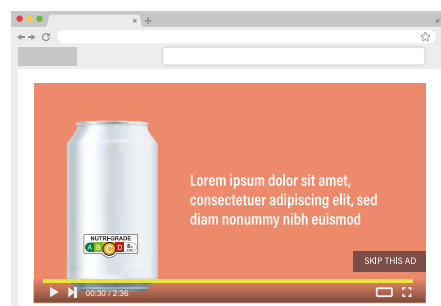 Lorem ipsum dolor sit amet,
consectetuer adipiscing elit, sed
diam nonummy nibh euismod
NUTRI-GRADE
A B C D
SKIP THIS AD
00:30 / 2:36